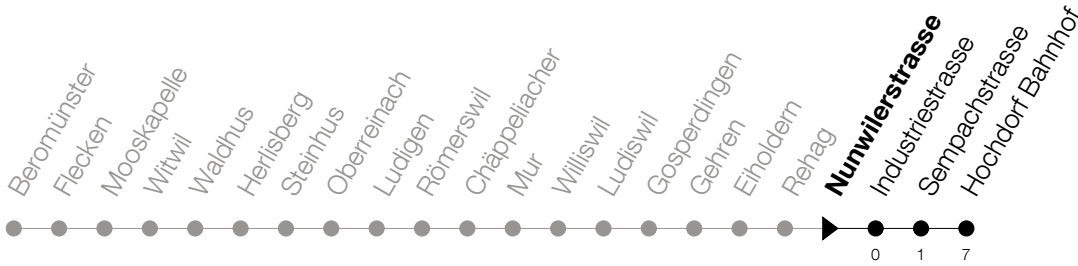 Beromünster
Flecken
Mooskapelle
Witwil
Waldhus
Herlisberg
Steinhus
Oberreinach
Ludigen
Römerswil
Chäppeliacher
Mur
Williswil
Ludiswil
Gosperdingen
Gehren
Eiholdern
Rehag
Nunwilerstrasse
Industriestrasse
Sempachstrasse
Hochdorf Bahnhof
0 1 7